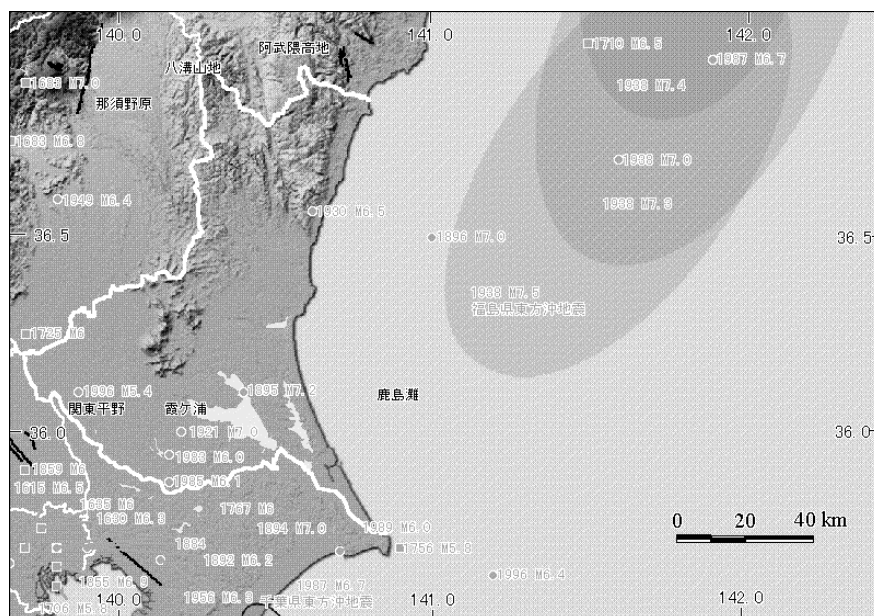 140.0
141.0
142.0
阿武隈高地
八溝山地
那須野原
1710 M6.5
1987 M6.7
1683 M7.0
1938 M7.4
1683 M6.8
1938 M7.0
1949 M6.4
1930 M6.5
1938 M7.3
36.5
1896 M7.0
36.5
1938 M7.5
福島県東方沖地震
1725 M6
1996 M5.4
1895 M7.2
鹿島灘
関東平野
霞ケ浦
36.0
1921 M7.0
36.0
1983 M6.0
1859 M6
1985 M6.1
1615 M6.5
1635 M6
1767 M6
1630 M6.3
1894 M7.0
1989 M6.0
0 20 40 km
1884
1756 M5.8
1892 M6.2
1996 M6.4
1855 M6.9
1987 M6.7
1956 M6.3
千葉県東方沖地震
1706 M5.8
140.0
141.0
142.0